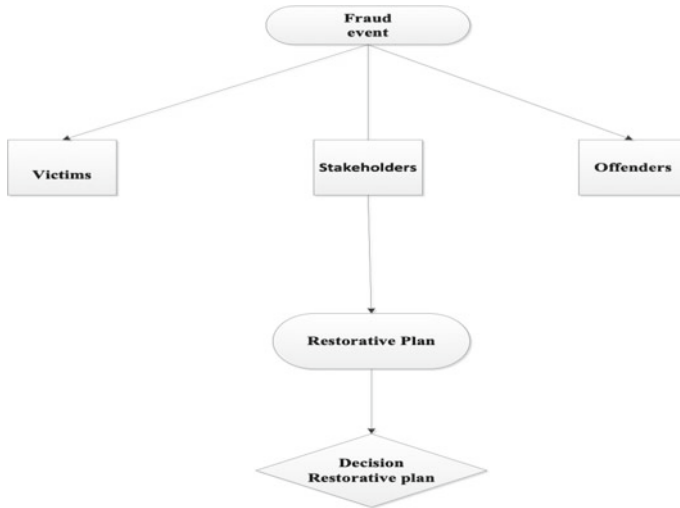 Fraud
event
Victims
Stakeholders
Offenders
Restorative Plan
Decision
Restorative plan